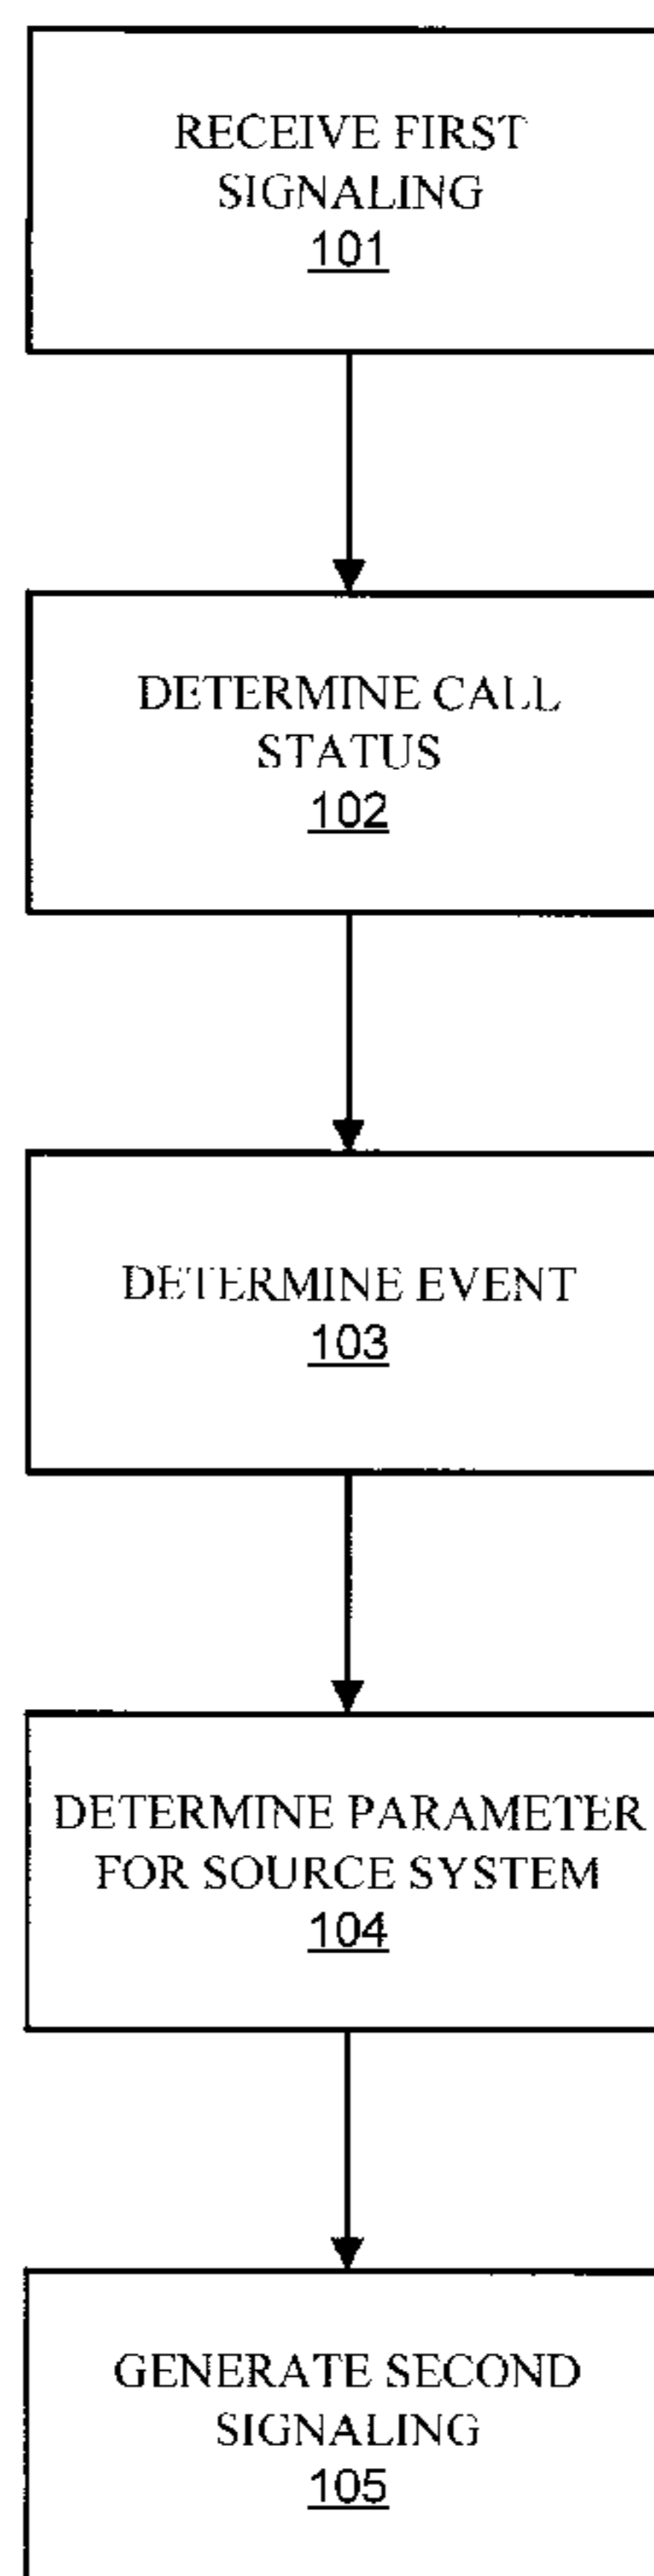 RECEIVE FIRST
SIGNALING
101
DETERMINE CALL
STATUS
102
DETERMINE EVENT
103
DETERMINE PARAMETER
FOR SOURCE SYSTEM
104
GENERATE SECOND
SIGNALING
105